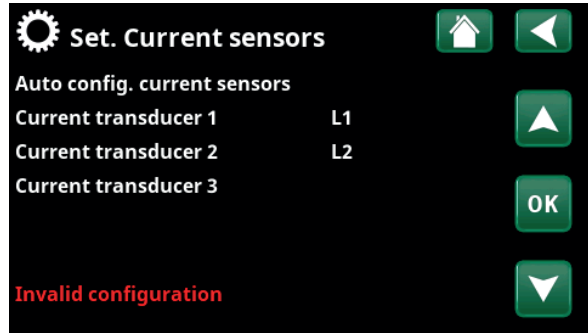 Set. Current sensors
Auto config. current sensors
Current transducer 1 L1
Current transducer 2 L2
Current transducer 3
OK
Invalid configuration